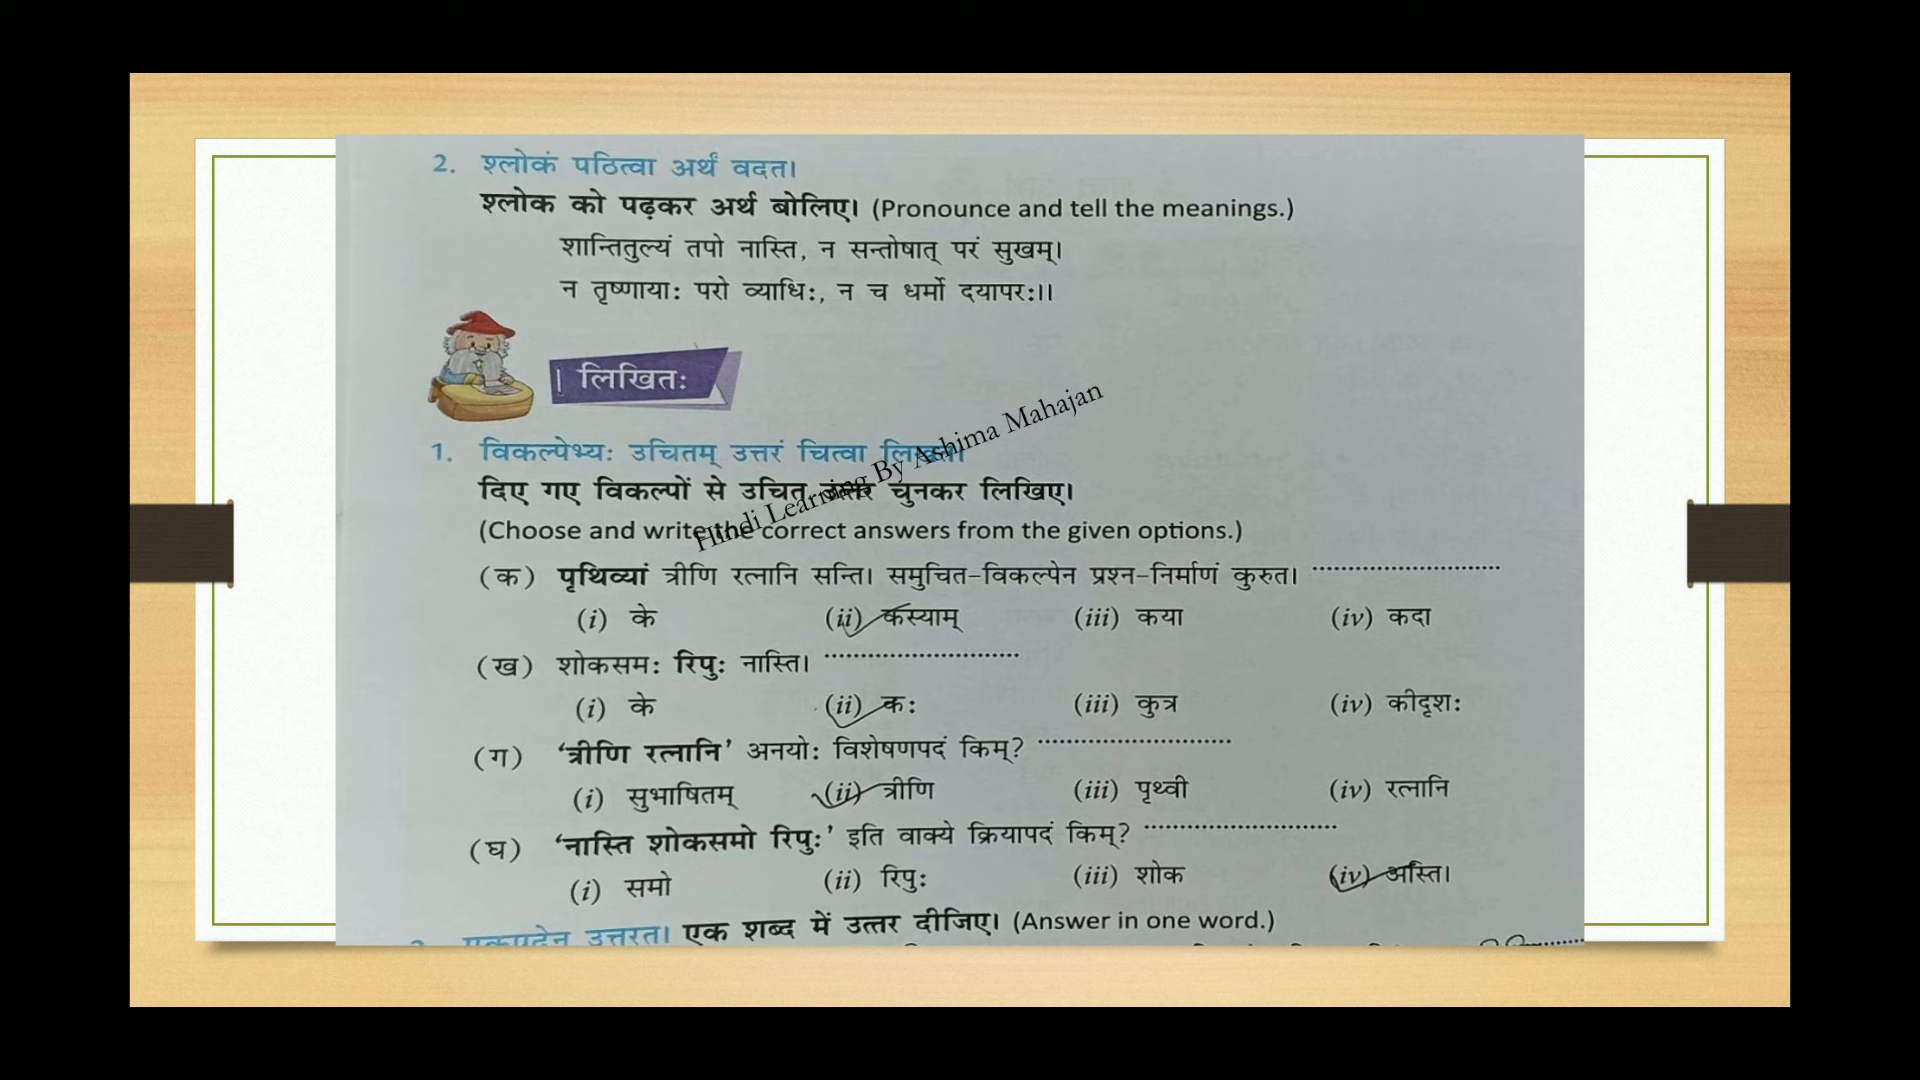 2. श्लोकं पठित्वा अर्थं वदत।
श्लोक को पढ़कर अर्थ बोलिए। (Pronounce and tell the meanings.)
शान्तितुल्यं तपो नास्ति, न सन्तोषात् परं सुखम्।
न तृष्णायाः परो व्याधिः, न च धर्मो दयापरः।।
लिखितः
1. विकल्पेभ्यः उचितम् उत्तरं चित्वा लिखत।
दिए गए विकल्पों से उचित उत्तर चुनकर लिखिए।
(Choose and write the correct answers from the given options.)
Hindi Learning By Ashima Mahajan
(क) पृथिव्यां त्रीणि रत्नानि सन्ति। समुचित-विकल्पेन प्रश्न-निर्माणं कुरुत। ..........................
(i) के (ii) कस्याम् (iii) कया (iv) कदा
(ख) शोकसमः रिपुः नास्ति। ...........................
(i) के (ii) कः (iii) कुत्र (iv) कीदृशः
(ग) ‘त्रीणि रत्नानि’ अनयोः विशेषणपदं किम्? ...........................
(i) सुभाषितम् (ii) त्रीणि (iii) पृथ्वी (iv) रत्नानि
(घ) ‘नास्ति शोकसमो रिपुः’ इति वाक्ये क्रियापदं किम्? ...........................
(i) समो (ii) रिपुः (iii) शोक (iv) अस्ति।
एकपदेन उत्तरत। एक शब्द में उत्तर दीजिए। (Answer in one word.)